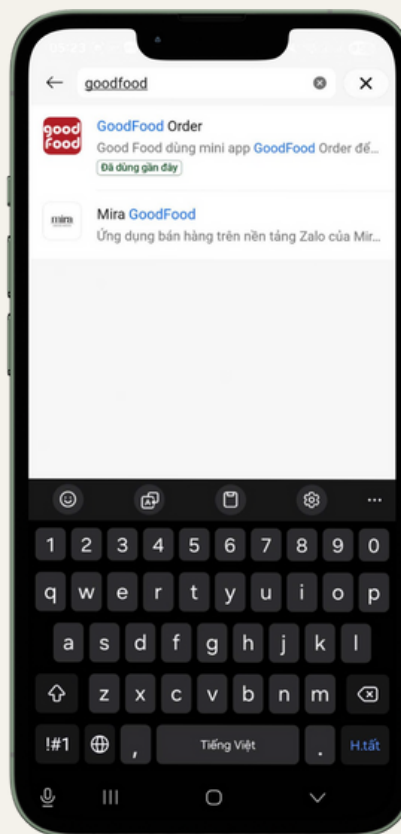 goodfood
good
Food
GoodFood Order
Good Food dùng mini app GoodFood Order để...
Đã dùng gần đây
mira
Mira GoodFood
Ứng dụng bán hàng trên nền tảng Zalo của Mir...
1 2 3 4 5 6 7 8 9 0
q w e r t y u i o p
a s d f g h j k l
z x c v b n m
!#1 , Tiếng Việt . H.tất